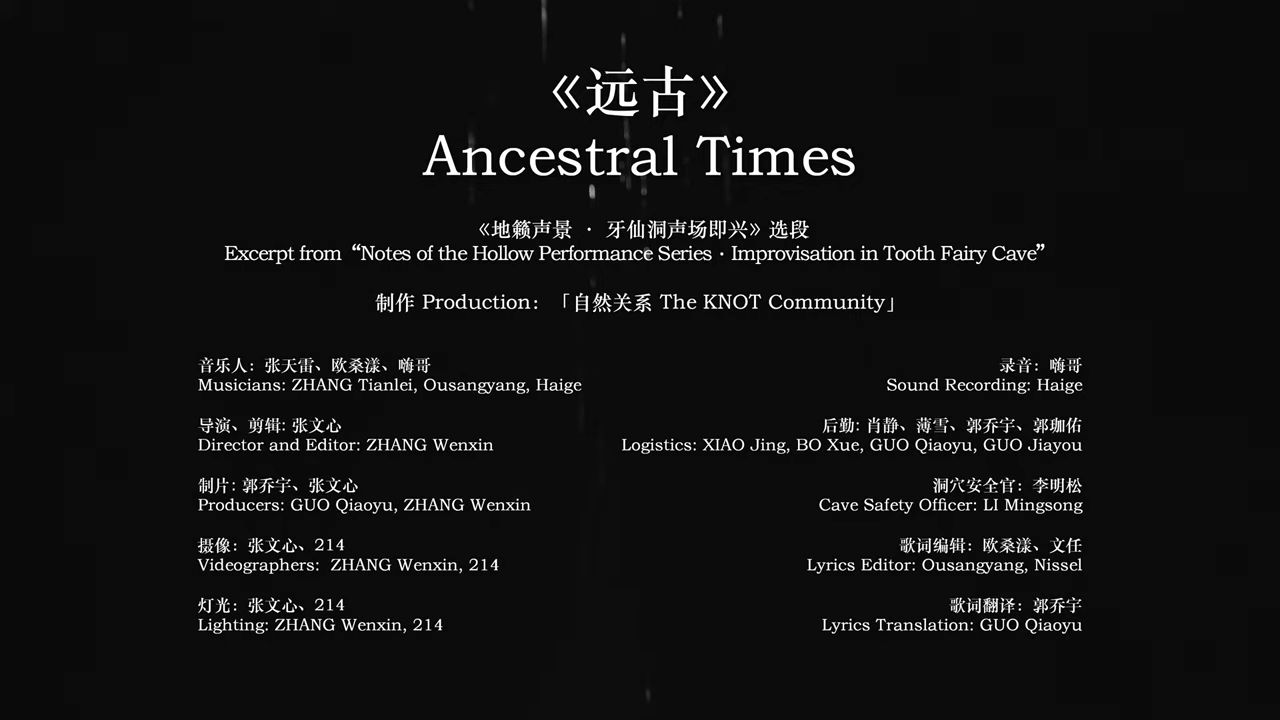 《远古》
Ancestral Times
《地籁声景 · 牙仙洞声场即兴》选段
Excerpt from “Notes of the Hollow Performance Series · Improvisation in Tooth Fairy Cave”
制作 Production: 「自然关系 The KNOT Community」
音乐人: 张天雷、欧桑漾、嗨哥
Musicians: ZHANG Tianlei, Ousangyang, Haige
导演、剪辑: 张文心
Director and Editor: ZHANG Wenxin
制片: 郭乔宇、张文心
Producers: GUO Qiaoyu, ZHANG Wenxin
摄像: 张文心、214
Videographers: ZHANG Wenxin, 214
灯光: 张文心、214
Lighting: ZHANG Wenxin, 214
录音: 嗨哥
Sound Recording: Haige
后勤: 肖静、薄雪、郭乔宇、郭珈佑
Logistics: XIAO Jing, BO Xue, GUO Qiaoyu, GUO Jiayou
洞穴安全官: 李明松
Cave Safety Officer: LI Mingsong
歌词编辑: 欧桑漾、文任
Lyrics Editor: Ousangyang, Nissel
歌词翻译: 郭乔宇
Lyrics Translation: GUO Qiaoyu